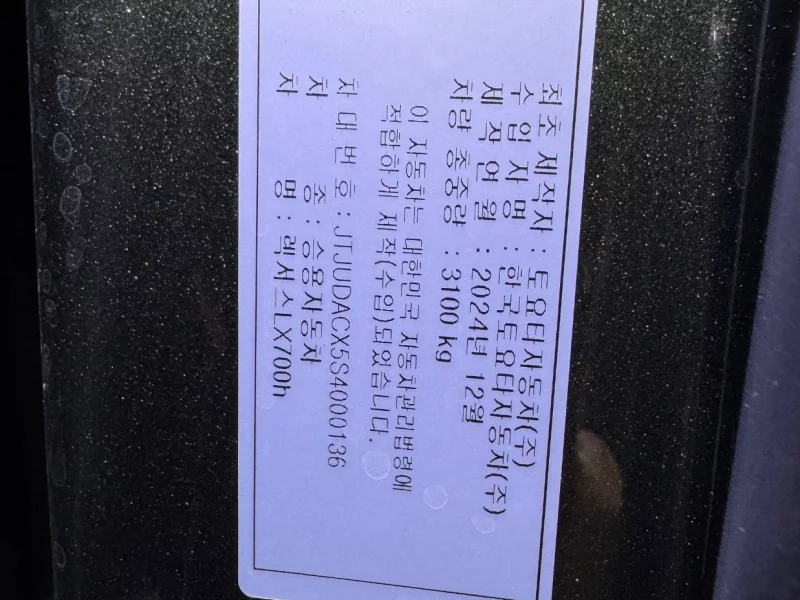 최초 제작자 : 토요타자동차(주)
수 입 자 명 : 한국토요타자동차(주)
제 작 연 월 : 2024년 12월
차량 총중량 : 3100 kg
이 자동차는 대한민국 자동차관리법령에
적합하게 제작(수입)되었습니다.
차 대 번 호 : JTJUDACX5S4000136
차 종 : 승용자동차
차 명 : 렉서스LX700h